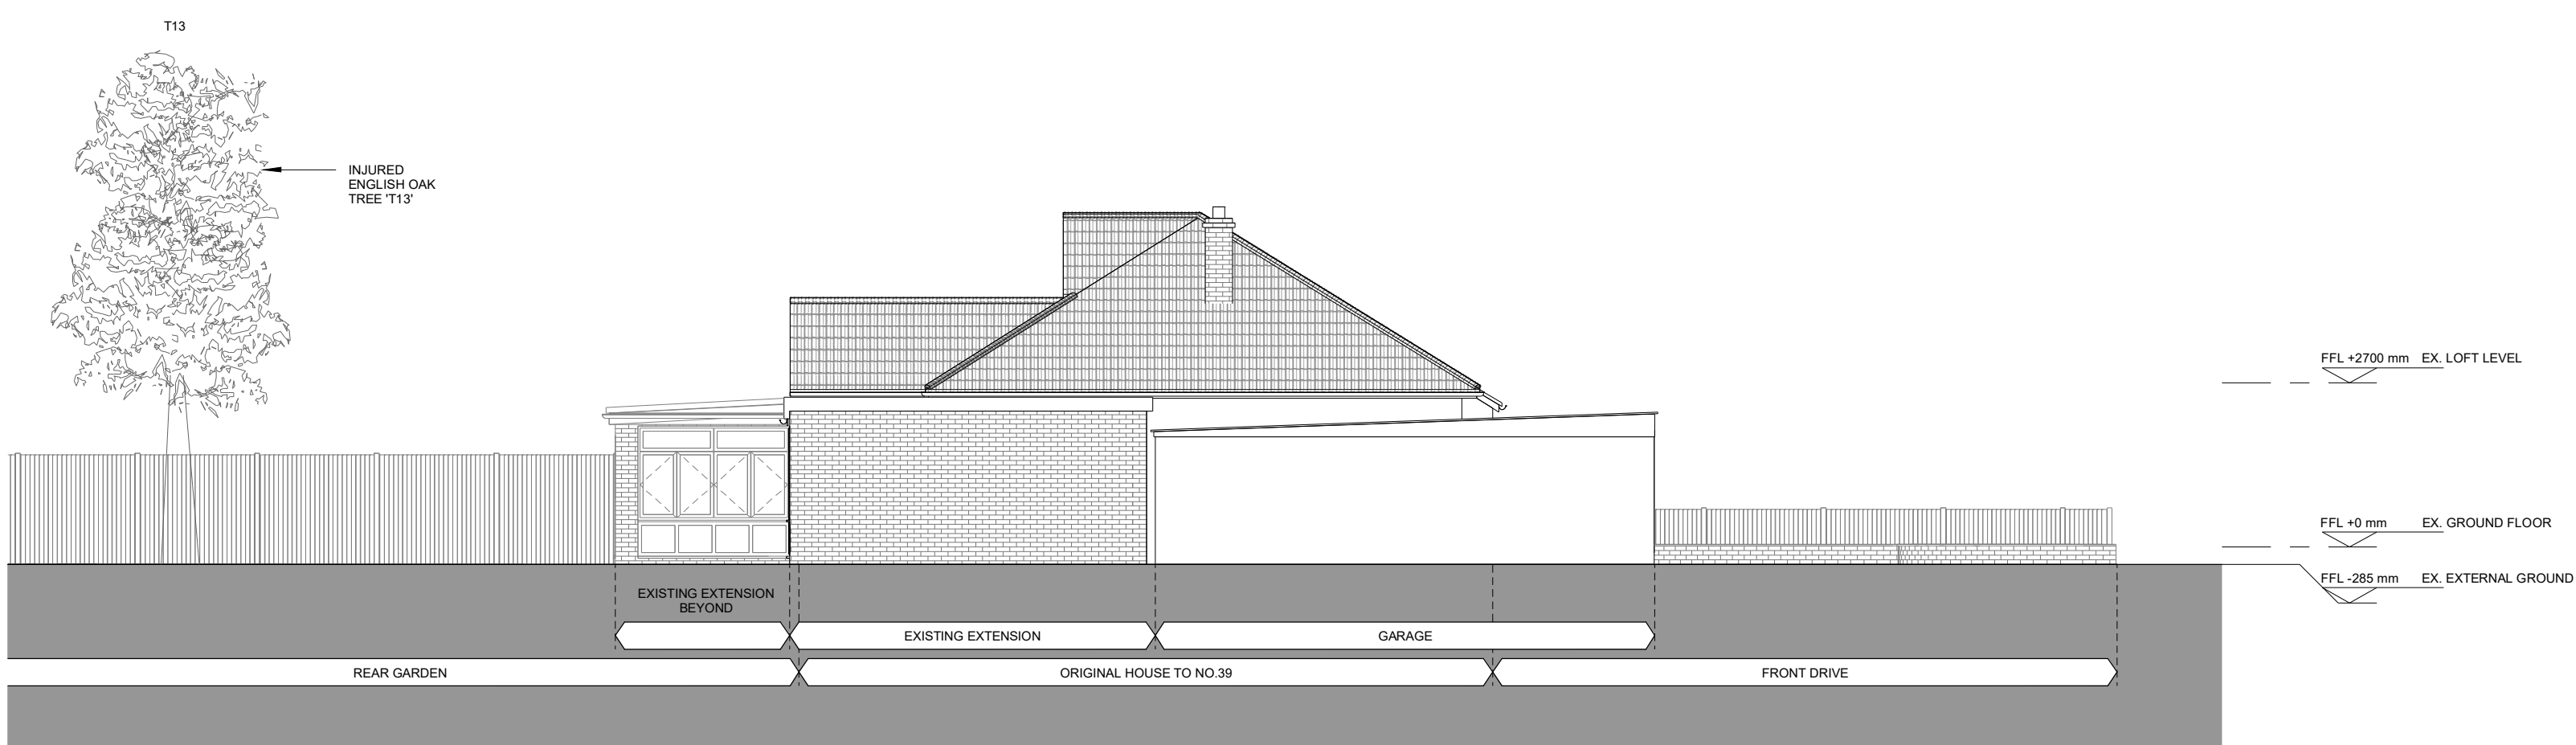 T13
INJURED
ENGLISH OAK
TREE 'T13'
FFL +2700 mm EX. LOFT LEVEL
FFL +0 mm EX. GROUND FLOOR
FFL -285 mm EX. EXTERNAL GROUND
EXISTING EXTENSION
BEYOND
EXISTING EXTENSION
GARAGE
REAR GARDEN
ORIGINAL HOUSE TO NO.39
FRONT DRIVE